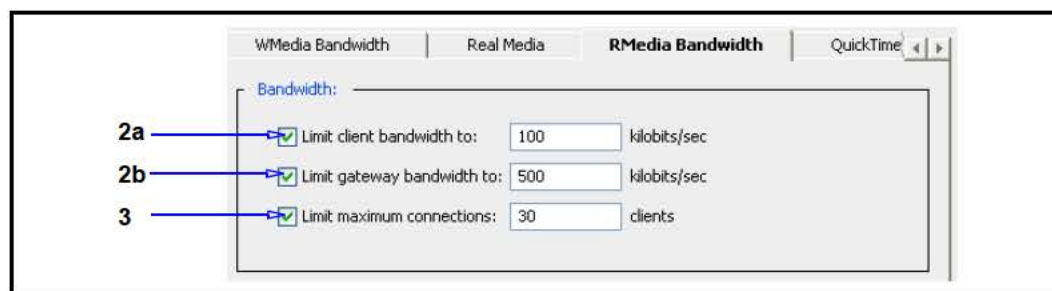 WMedia Bandwidth Real Media RMedia Bandwidth QuickTime
Bandwidth:
2a Limit client bandwidth to: 100 kilobits/sec
2b Limit gateway bandwidth to: 500 kilobits/sec
3 Limit maximum connections: 30 clients